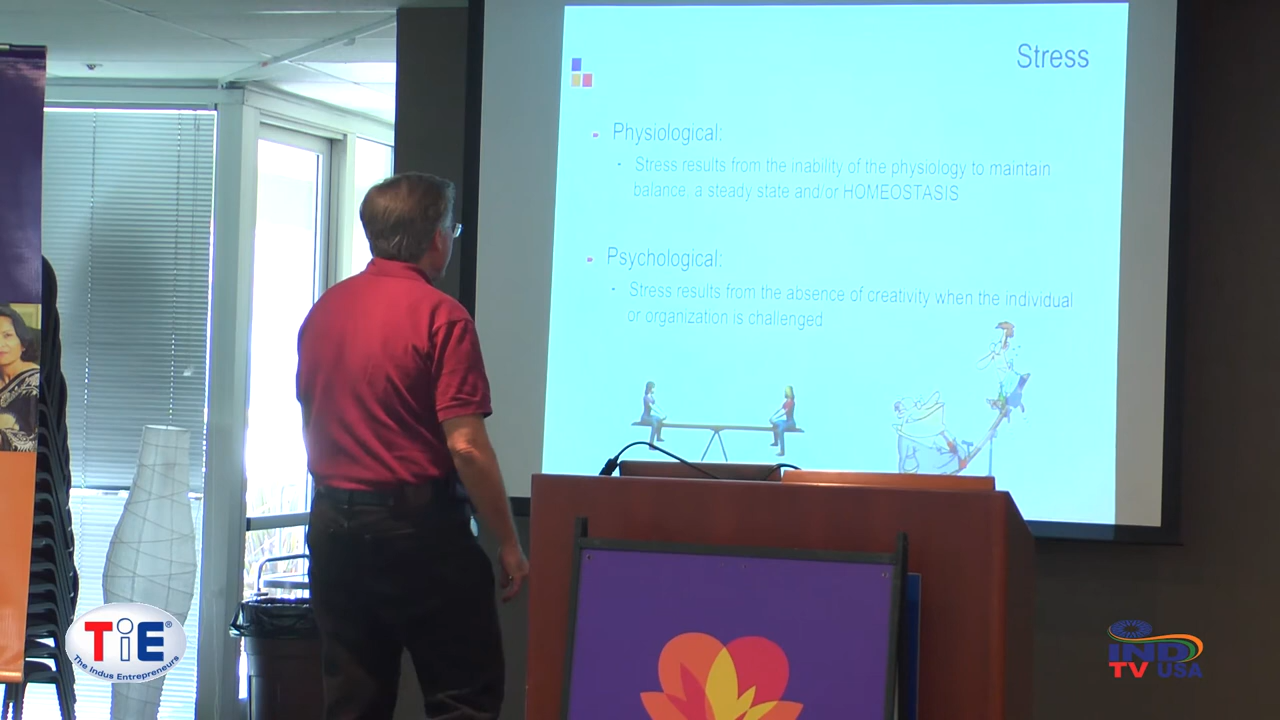 Stress
Physiological:
- Stress results from the inability of the physiology to maintain
balance, a steady state and/or HOMEOSTASIS
Psychological:
- Stress results from the absence of creativity when the individual
or organization is challenged
TiE®
The Indus Entrepreneurs
IND
TV USA